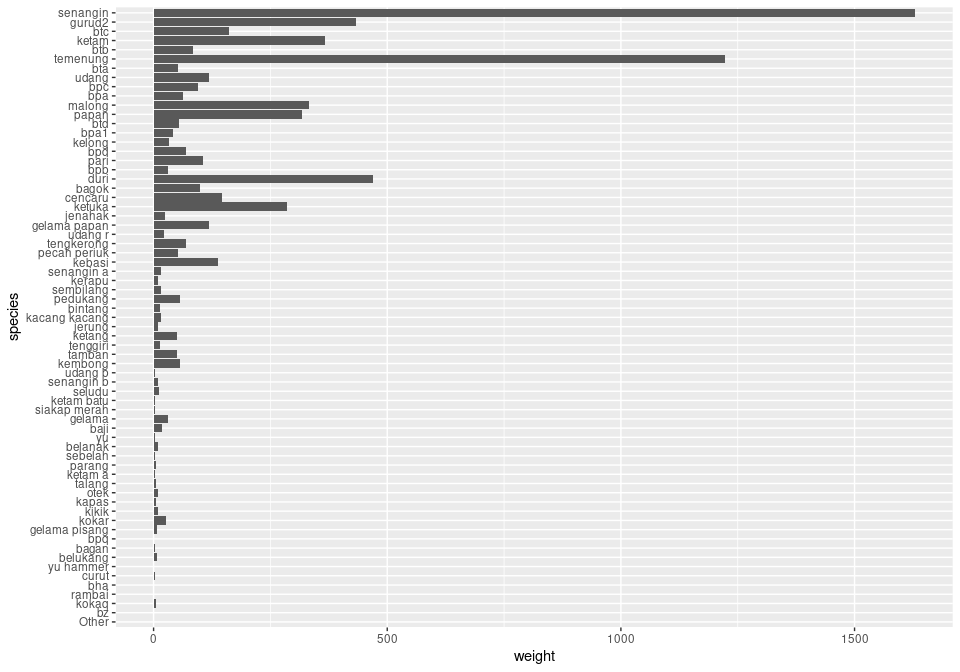 senangin
gurud2
btc
ketam
btb
temenung
bta
udang
bpc
bpa
malong
papan
btd
bpa1
kelong
bpd
pari
bpb
duri
bagok
cencaru
ketuka
jenahak
gelama papan
udang r
tengkerong
pecah periuk
kebasi
senangin a
kerapu
sembilang
pedukang
bintang
kacang kacang
jerung
ketang
tenggiri
tamban
kembong
udang p
senangin b
seludu
ketam batu
siakap merah
gelama
baji
yu
belanak
sebelah
parang
ketam a
talang
otek
kapas
kikik
kokar
gelama pisang
bpq
bagan
belukang
yu hammer
curut
bha
rambai
kokaq
bz
Other
species
0 500 1000 1500
weight